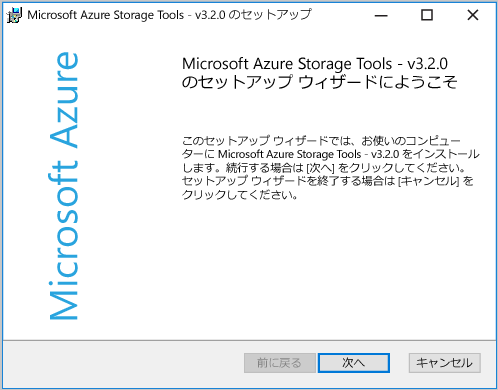 Microsoft Azure Storage Tools - v3.2.0 のセットアップ
Microsoft Azure
Microsoft Azure Storage Tools - v3.2.0
のセットアップ ウィザードにようこそ
このセットアップ ウィザードでは、お使いのコンピュー
ターに Microsoft Azure Storage Tools - v3.2.0 をインストール
します。続行する場合は [次へ] をクリックしてください。
セットアップ ウィザードを終了する場合は [キャンセル] を
クリックしてください。
前に戻る
次へ
キャンセル